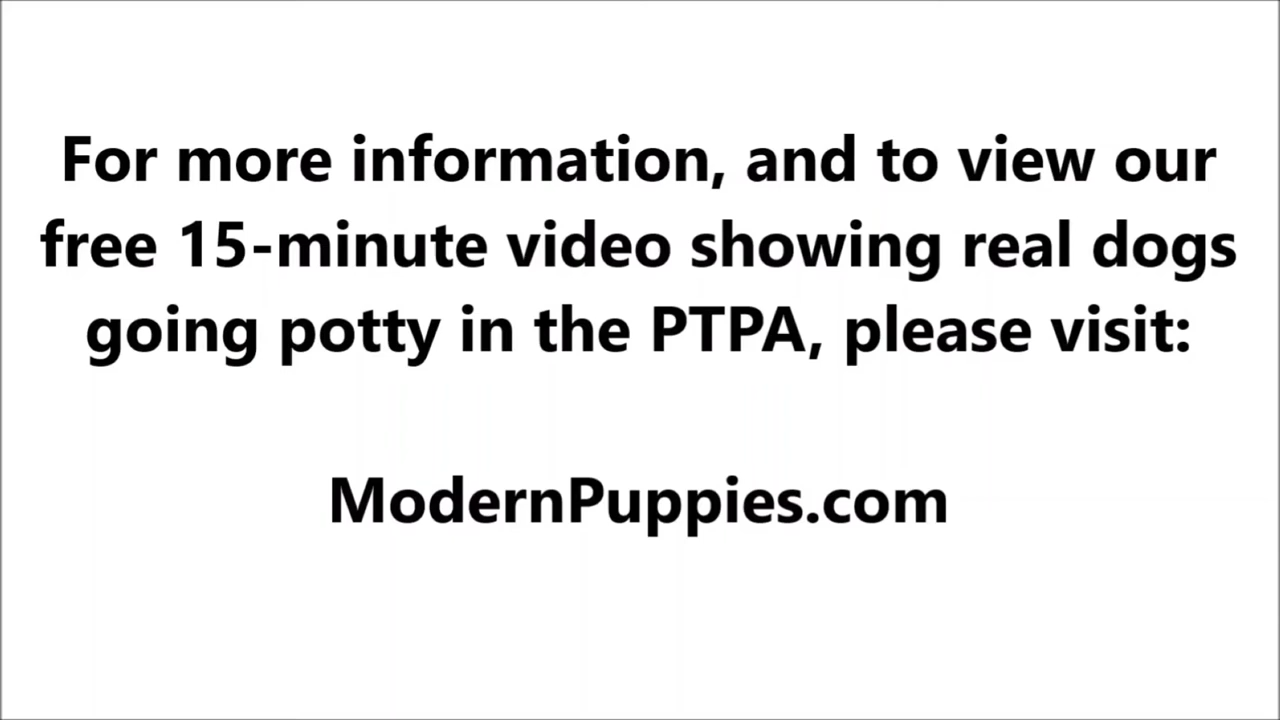 For more information, and to view our
free 15-minute video showing real dogs
going potty in the PTPA, please visit:
ModernPuppies.com